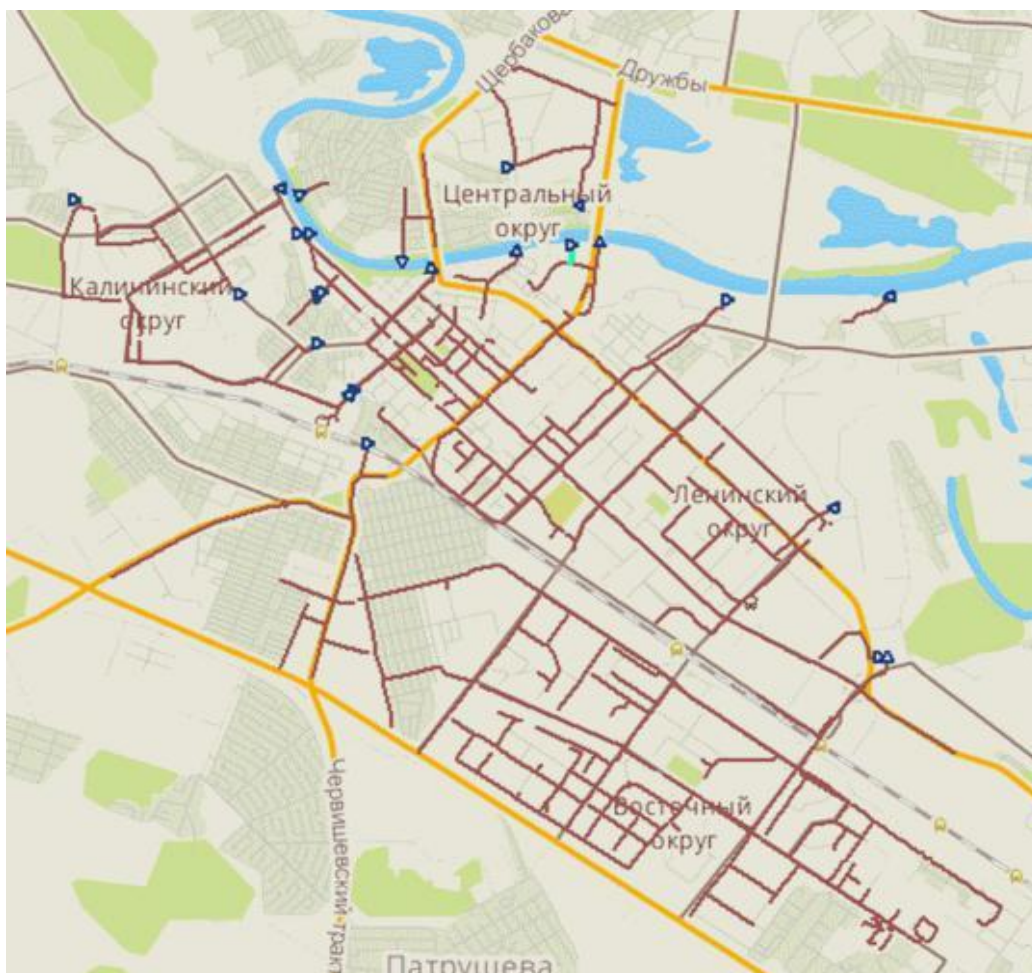 Щербакова
Дружбы
Центральный
округ
Калининский
округ
Ленинский
округ
Восточный
округ
Червишевский тракт
Патрушева